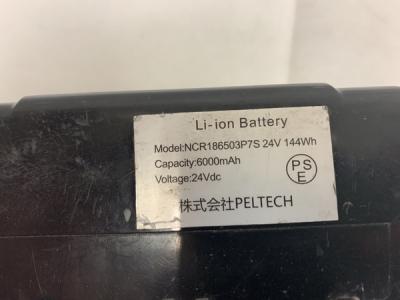 Li-ion Battery
Model:NCR186503P7S 24V 144Wh
Capacity:6000mAh
Voltage:24Vdc
PS
E
株式会社PELTECH